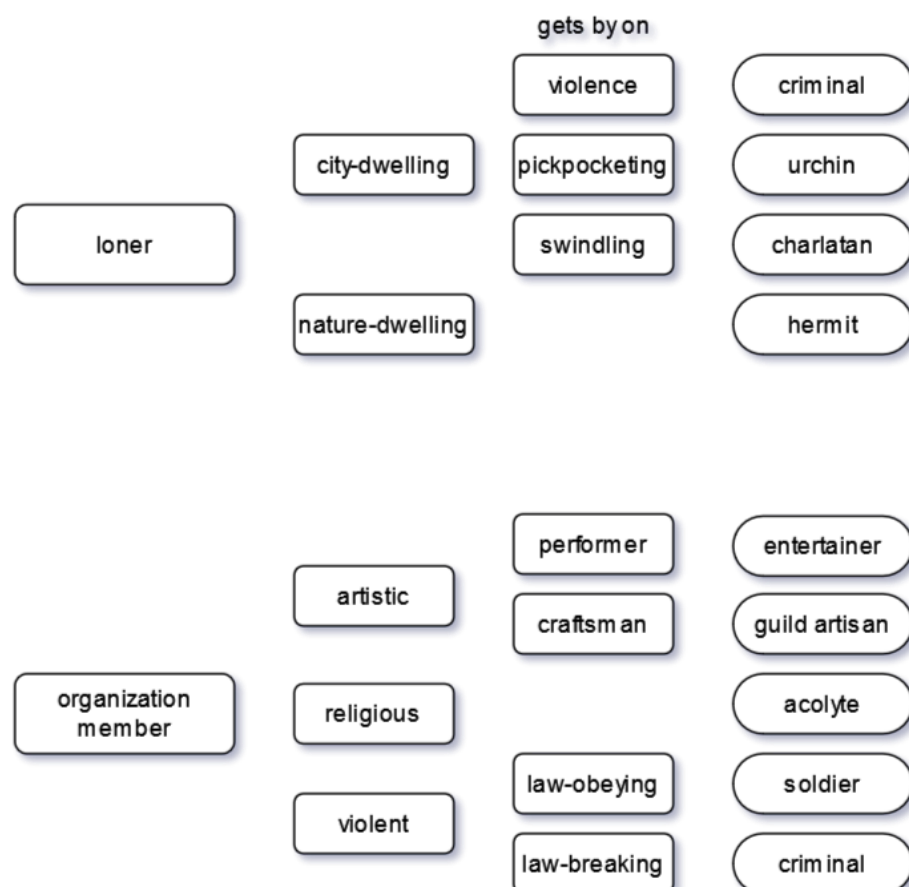 gets by on
violence
criminal
city-dwelling
pickpocketing
urchin
loner
swindling
charlatan
nature-dwelling
hermit
performer
entertainer
artistic
craftsman
guild artisan
organization
member
religious
acolyte
law-obeying
soldier
violent
law-breaking
criminal